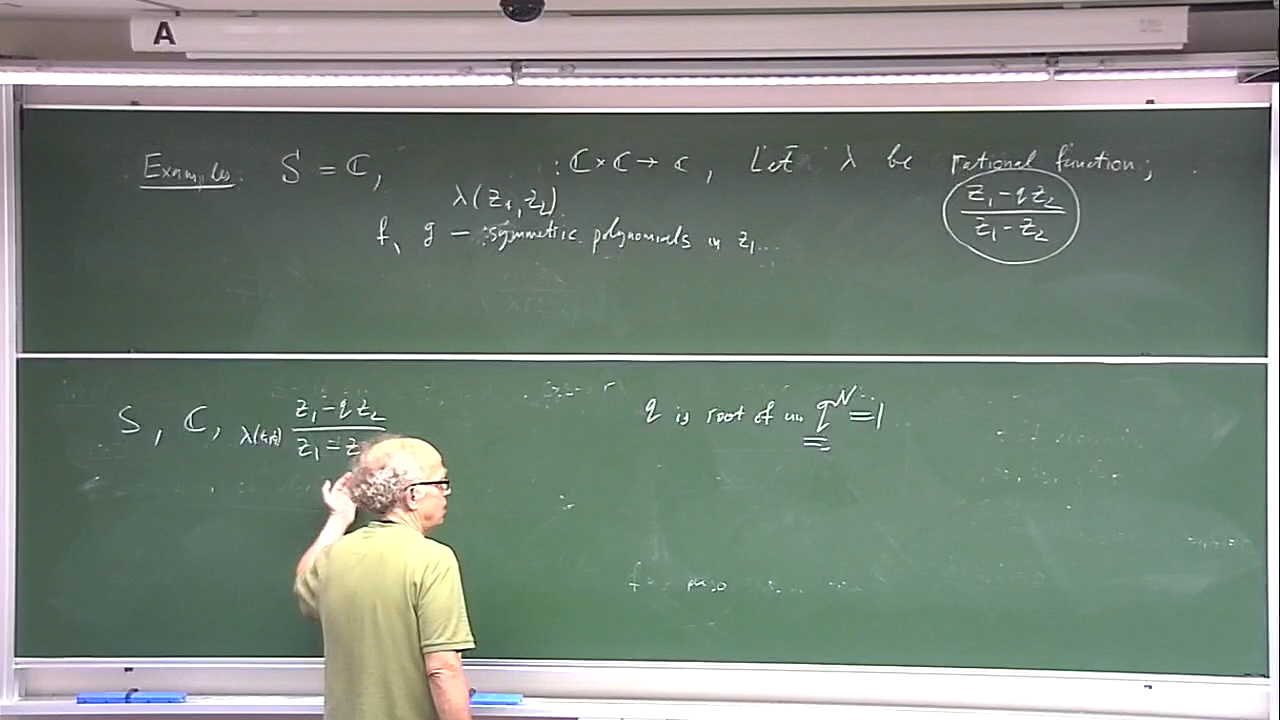 A
Examples: S = ℂ, : ℂ × ℂ → ℂ, Let λ be rational function;
λ(z₁, z₂)
(z₁ - q z₂)/(z₁ - z₂)
f, g — symmetric polynomials in z₁...
S, ℂ, λ (z₁ - q z₂)/(z₁ - z
q is root of un q^N = 1